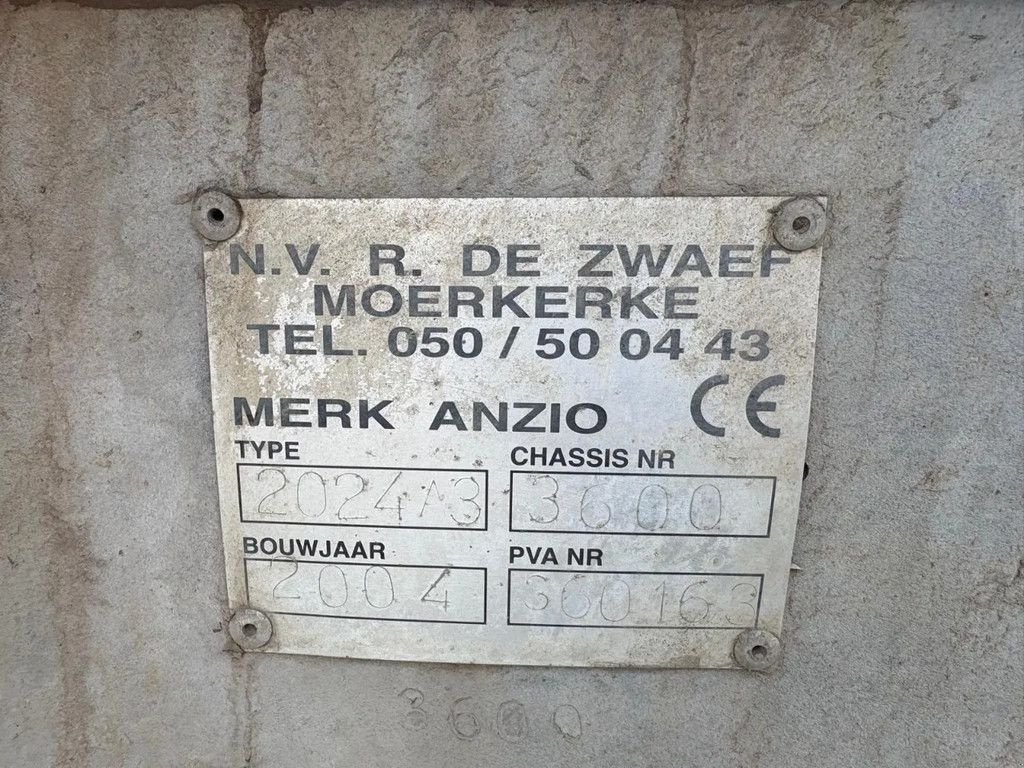 N.V. R. DE ZWAEF
MOERKERKE
TEL. 050 / 50 04 43
MERK ANZIO CE
TYPE CHASSIS NR
2024A3 3600
BOUWJAAR PVA NR
2004 S60163
3600